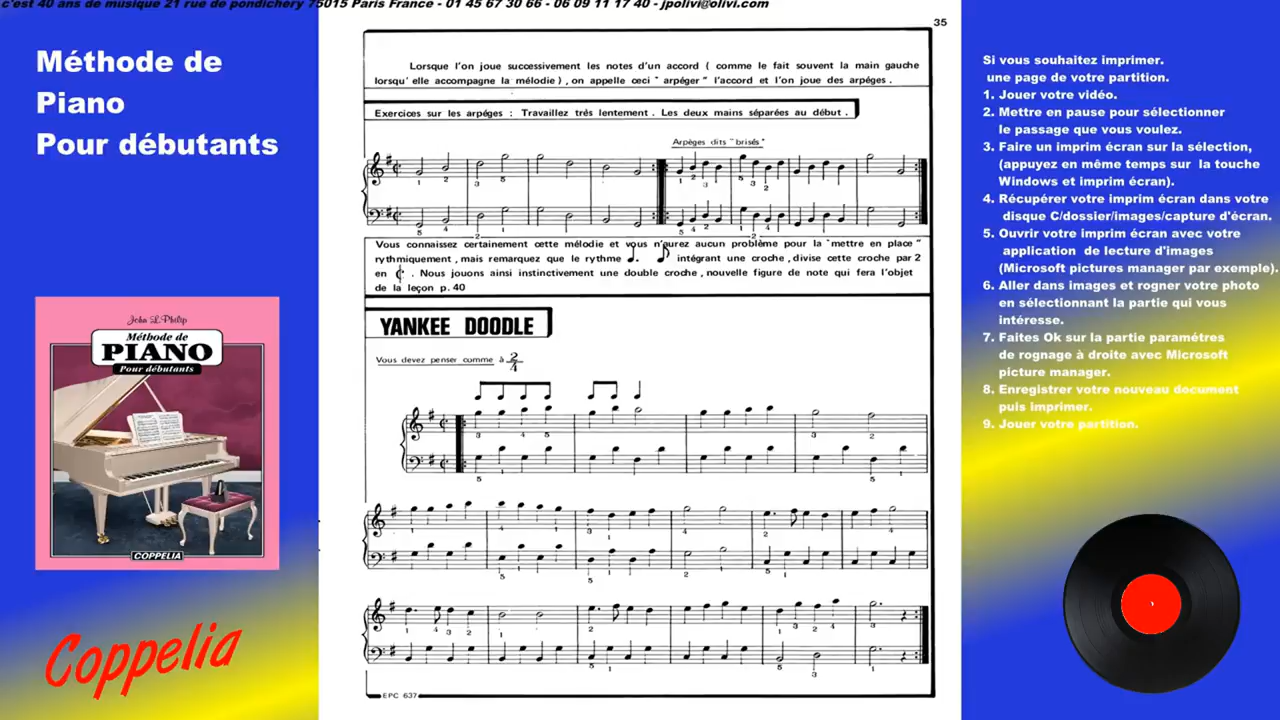 c'est 40 ans de musique 21 rue de pondichery 75015 Paris France - 01 45 67 30 66 - 06 09 11 17 40 - jpolivi@olivi.com
Méthode de
Piano
Pour débutants
John L. Philip
Méthode de
PIANO
Pour débutants
COPPELIA
Coppelia
35
Lorsque l'on joue successivement les notes d'un accord ( comme le fait souvent la main gauche
lorsqu' elle accompagne la mélodie ) , on appelle ceci " arpéger " l'accord et l'on joue des arpéges .
Exercices sur les arpéges : Travaillez très lentement . Les deux mains séparées au début .
Arpèges dits " brisés "
Vous connaissez certainement cette mélodie et vous n'aurez aucun problème pour la "mettre en place"
rythmiquement , mais remarquez que le rythme intégrant une croche , divise cette croche par 2
en . Nous jouons ainsi instinctivement une double croche , nouvelle figure de note qui fera l'objet
de la leçon p. 40
YANKEE DOODLE
Vous devez penser comme à 2/4
EPC 637
Si vous souhaitez imprimer.
une page de votre partition.
1. Jouer votre vidéo.
2. Mettre en pause pour sélectionner
le passage que vous voulez.
3. Faire un imprim écran sur la sélection,
(appuyez en même temps sur la touche
Windows et imprim écran).
4. Récupérer votre imprim écran dans votre
disque C/dossier/images/capture d'écran.
5. Ouvrir votre imprim écran avec votre
application de lecture d'images
(Microsoft pictures manager par exemple).
6. Aller dans images et rogner votre photo
en sélectionnant la partie qui vous
intéresse.
7. Faites Ok sur la partie paramétres
de rognage à droite avec Microsoft
picture manager.
8. Enregistrer votre nouveau document
puis imprimer.
9. Jouer votre partition.